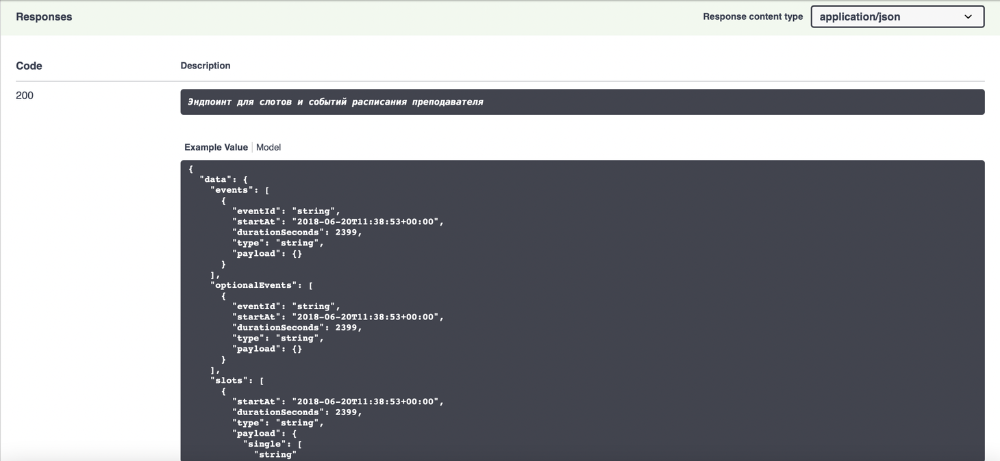 Responses
Response content type application/json
Code Description
200 Эндпоинт для слотов и событий расписания преподавателя
Example Value Model
{
"data": {
"events": [
{
"eventId": "string",
"startAt": "2018-06-20T11:38:53+00:00",
"durationSeconds": 2399,
"type": "string",
"payload": {}
}
],
"optionalEvents": [
{
"eventId": "string",
"startAt": "2018-06-20T11:38:53+00:00",
"durationSeconds": 2399,
"type": "string",
"payload": {}
}
],
"slots": [
{
"startAt": "2018-06-20T11:38:53+00:00",
"durationSeconds": 2399,
"type": "string",
"payload": {
"single": [
"string"